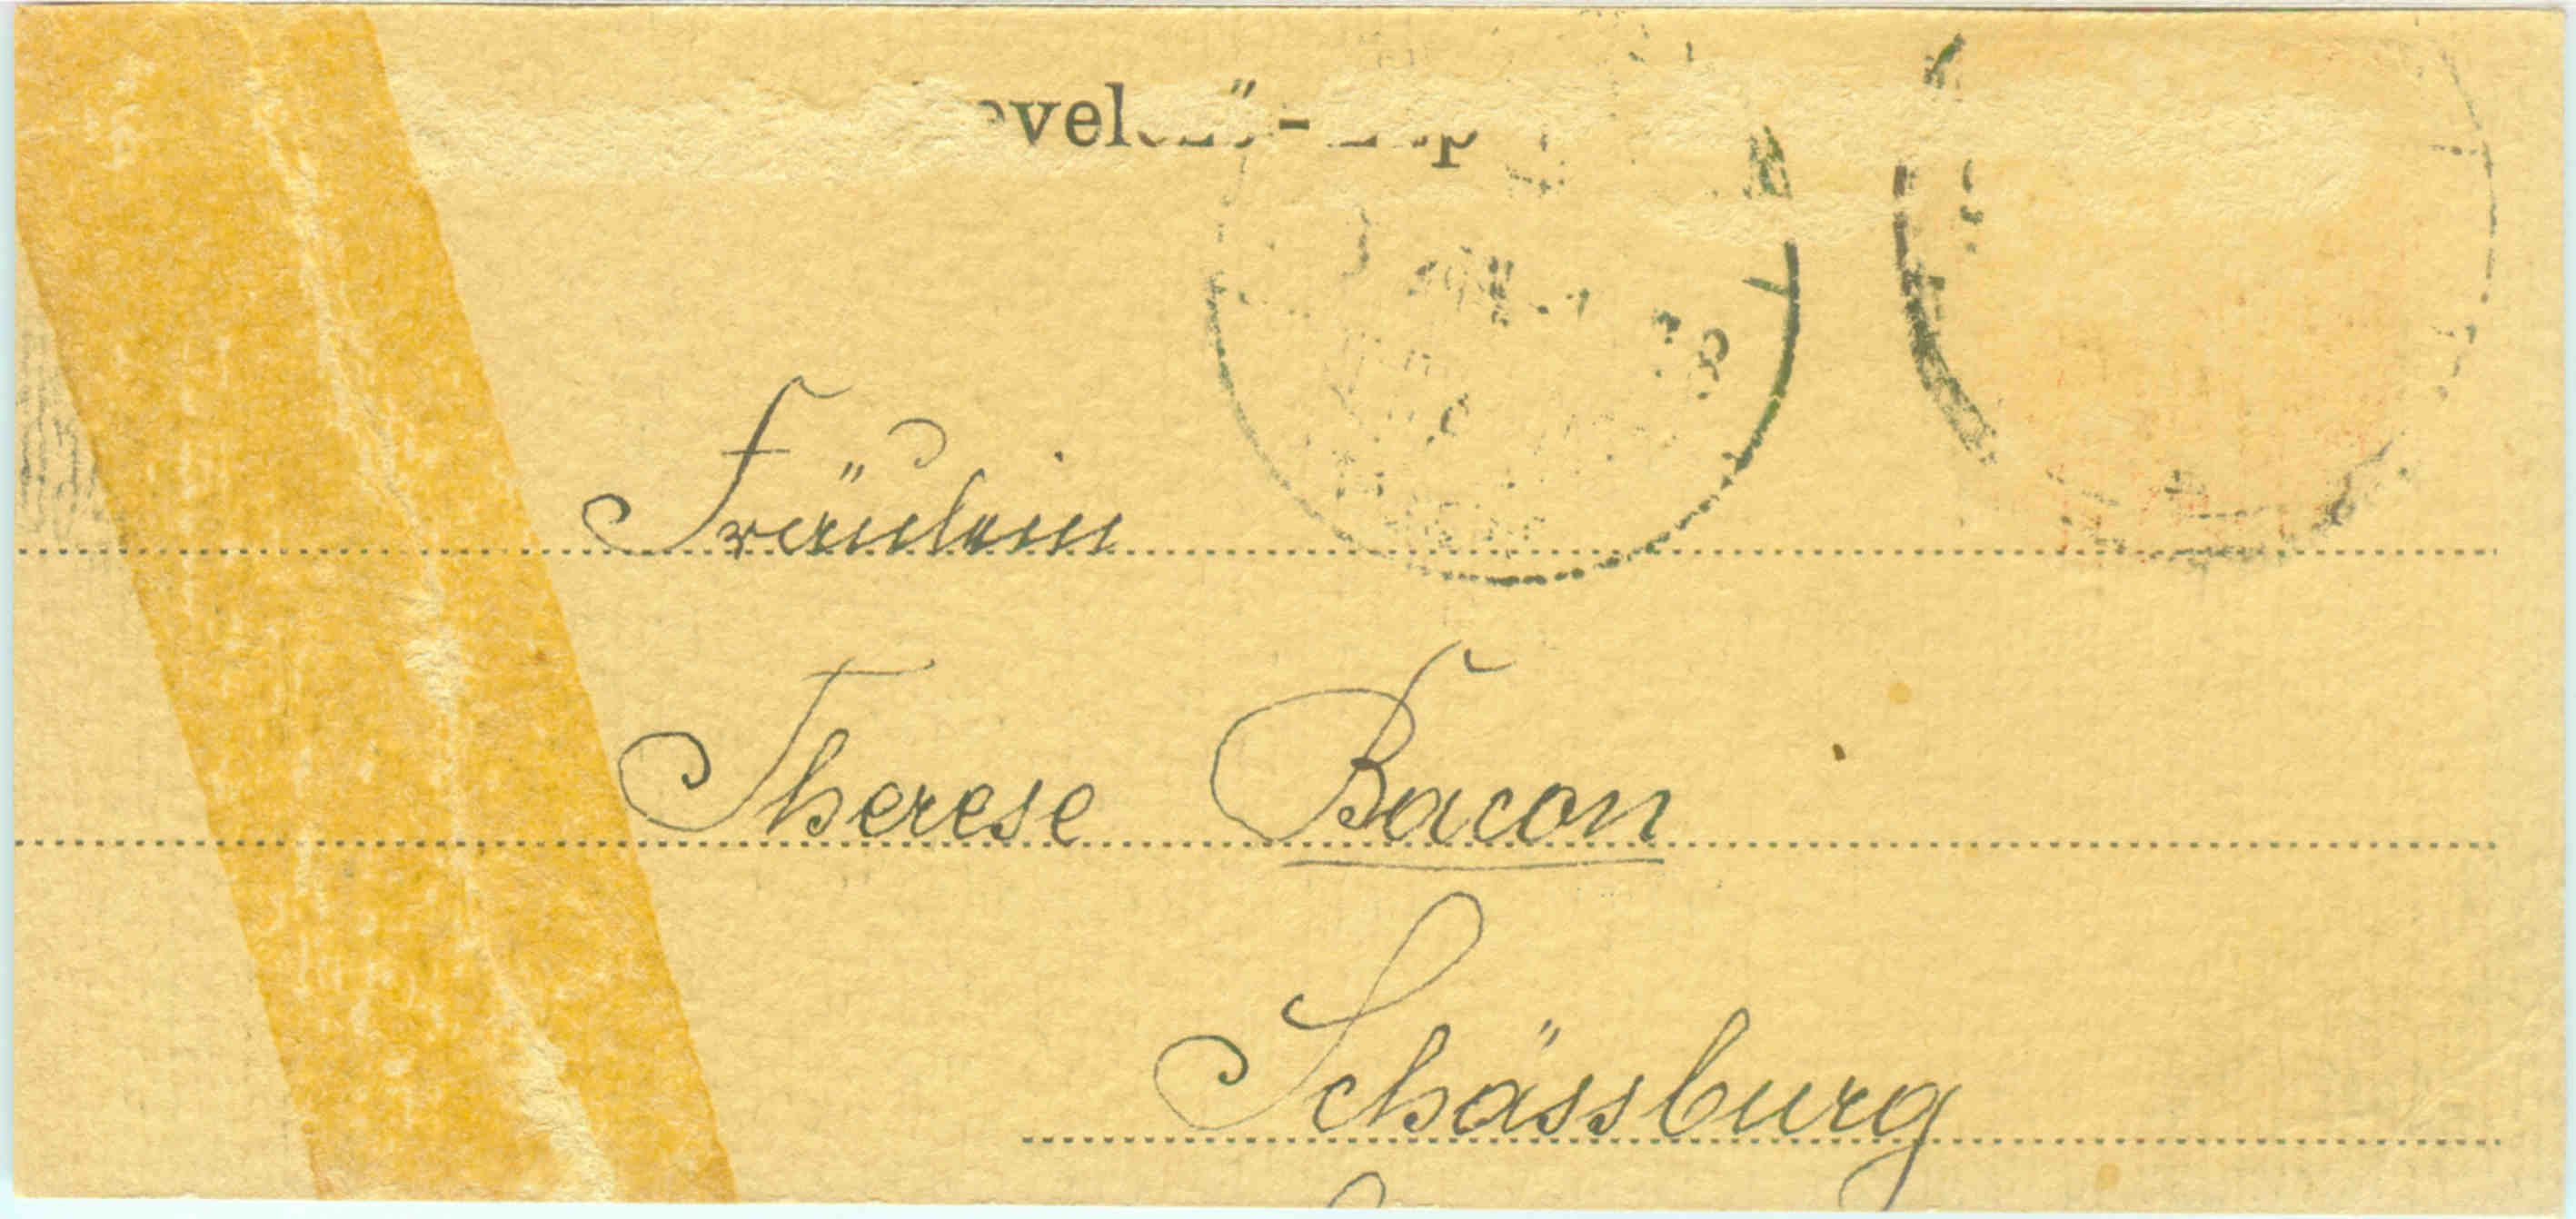 Fräulein
Therese Bacon
Schässburg